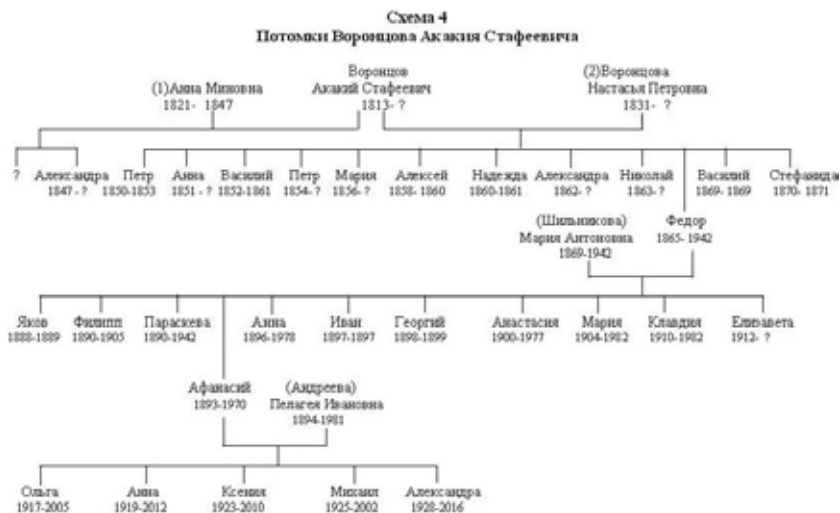 Схема 4
Потомки Воронцова Акакия Стафеевича
(1)Анна Миновна
1821- 1847
Воронцов
Акакий Стафеевич
1813- ?
(2)Воронцова
Настасья Петровна
1831- ?
?
Александра
1847 - ?
Петр
1850-1853
Анна
1851 - ?
Василий
1852-1861
Петр
1854- ?
Мария
1856- ?
Алексей
1858- 1860
Надежда
1860-1861
Александра
1862- ?
Николай
1863- ?
Василий
1869- 1869
Стефанида
1870- 1871
(Шильникова)
Мария Антоновна
1869-1942
Федор
1865- 1942
Яков
1888-1889
Филипп
1890-1905
Параскева
1890-1942
Анна
1896-1978
Иван
1897-1897
Георгий
1898-1899
Анастасия
1900-1977
Мария
1904-1982
Клавдия
1910-1982
Елизавета
1912- ?
Афанасий
1893-1970
(Андреева)
Пелагея Ивановна
1894-1981
Ольга
1917-2005
Анна
1919-2012
Ксения
1923-2010
Михаил
1925-2002
Александра
1928-2016